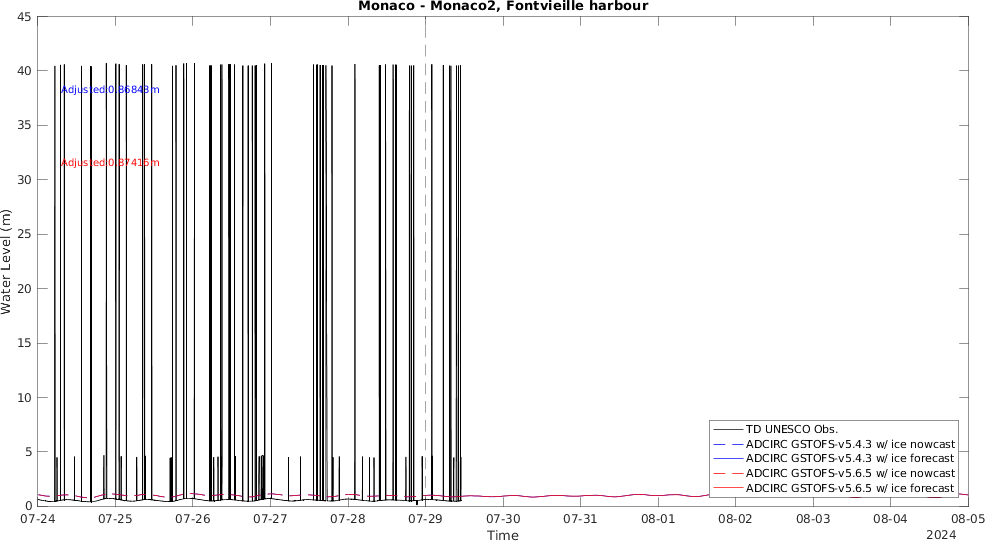 Monaco - Monaco2, Fontvieille harbour
45
40
35
30
25
20
15
10
5
0
Water Level (m)
Adjusted 0.86843m
Adjusted 0.87416m
TD UNESCO Obs.
ADCIRC GSTOFS-v5.4.3 w/ ice nowcast
ADCIRC GSTOFS-v5.4.3 w/ ice forecast
ADCIRC GSTOFS-v5.6.5 w/ ice nowcast
ADCIRC GSTOFS-v5.6.5 w/ ice forecast
07-24 07-25 07-26 07-27 07-28 07-29 07-30 07-31 08-01 08-02 08-03 08-04 08-05
Time
2024